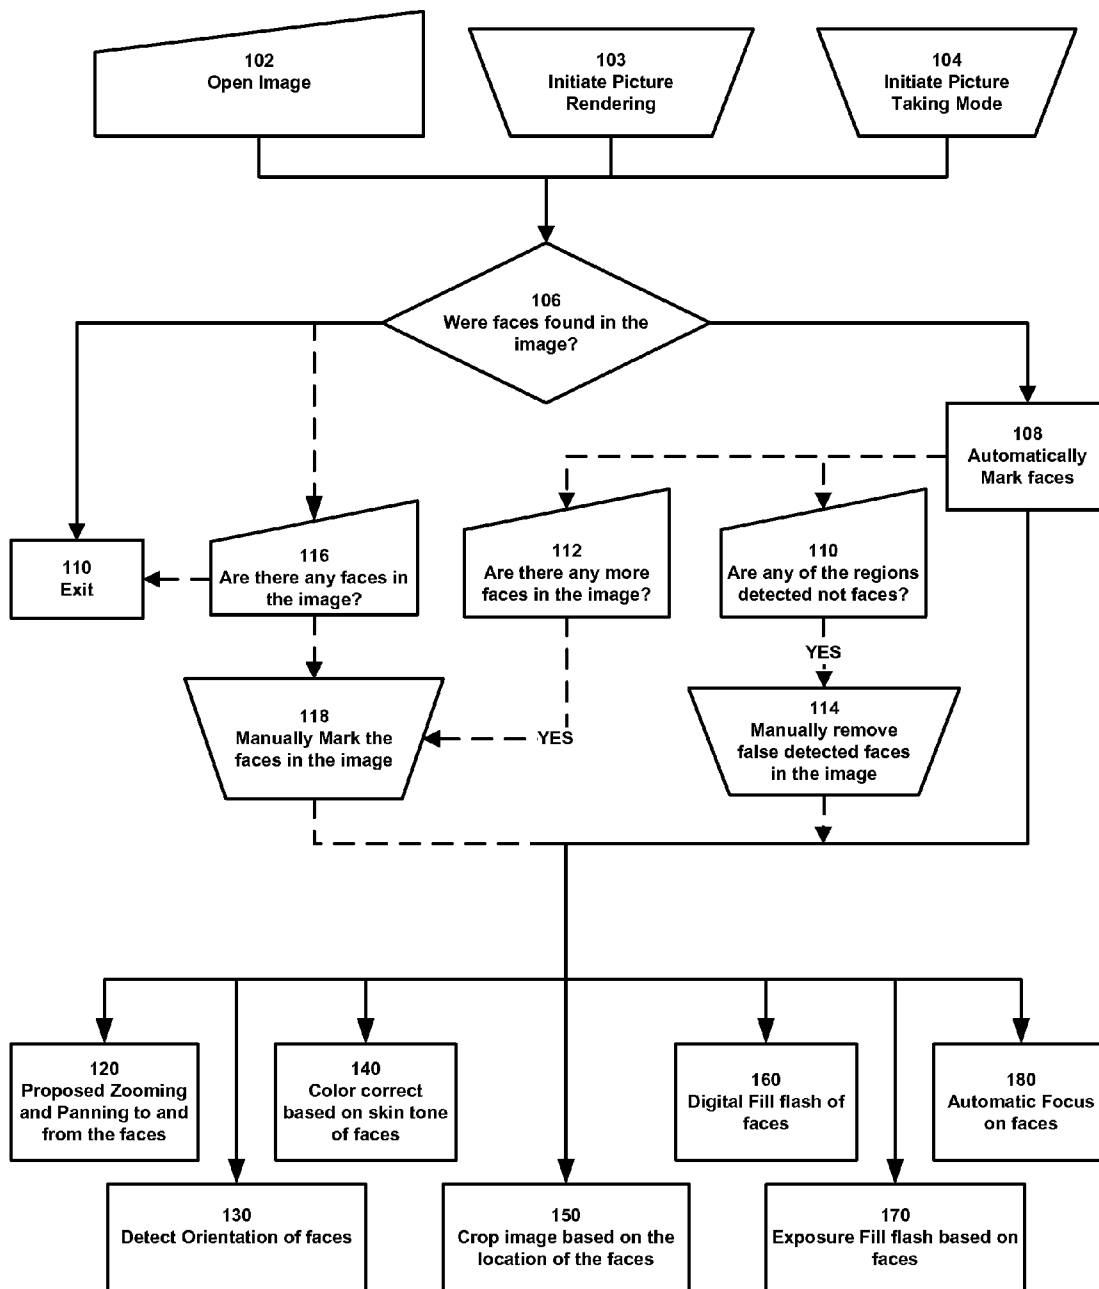 102
Open Image
103
Initiate Picture
Rendering
104
Initiate Picture
Taking Mode
106
Were faces found in the
image?
108
Automatically
Mark faces
110
Exit
116
Are there any faces in
the image?
112
Are there any more
faces in the image?
110
Are any of the regions
detected not faces?
YES
118
Manually Mark the
faces in the image
YES
114
Manually remove
false detected faces
in the image
120
Proposed Zooming
and Panning to and
from the faces
140
Color correct
based on skin tone
of faces
160
Digital Fill flash of
faces
180
Automatic Focus
on faces
130
Detect Orientation of faces
150
Crop image based on the
location of the faces
170
Exposure Fill flash based on
faces